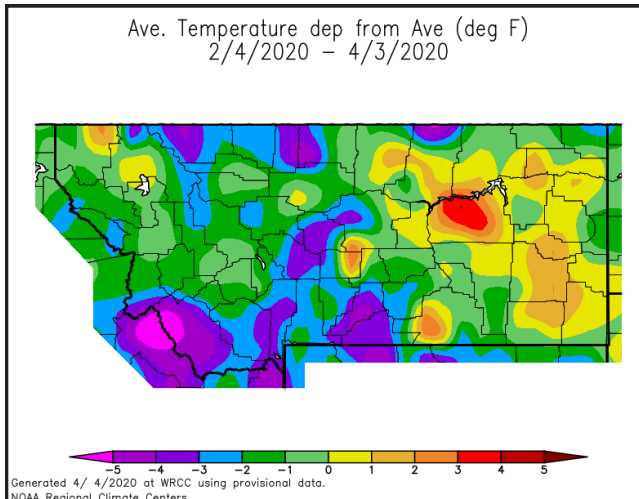 Ave. Temperature dep from Ave (deg F)
2/4/2020 – 4/3/2020
-5 -4 -3 -2 -1 0 1 2 3 4 5
Generated 4/ 4/2020 at WRCC using provisional data.
NOAA Regional Climate Centers